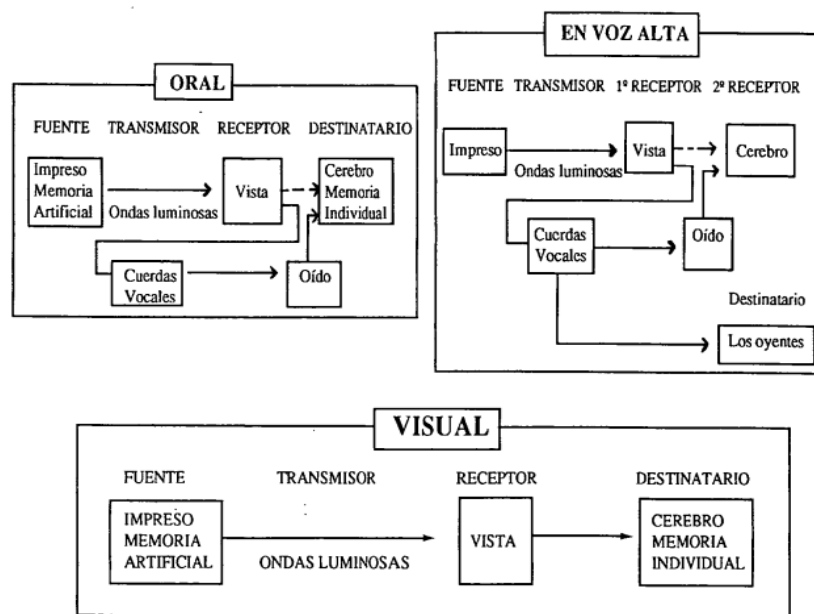 ORAL
FUENTE TRANSMISOR RECEPTOR DESTINATARIO
Impreso
Memoria
Artificial
Ondas luminosas
Vista
Cerebro
Memoria
Individual
Cuerdas
Vocales
Oído
EN VOZ ALTA
FUENTE TRANSMISOR 1º RECEPTOR 2º RECEPTOR
Impreso
Ondas luminosas
Vista
Cerebro
Cuerdas
Vocales
Oído
Destinatario
Los oyentes
VISUAL
FUENTE TRANSMISOR RECEPTOR DESTINATARIO
IMPRESO
MEMORIA
ARTIFICIAL
ONDAS LUMINOSAS
VISTA
CEREBRO
MEMORIA
INDIVIDUAL